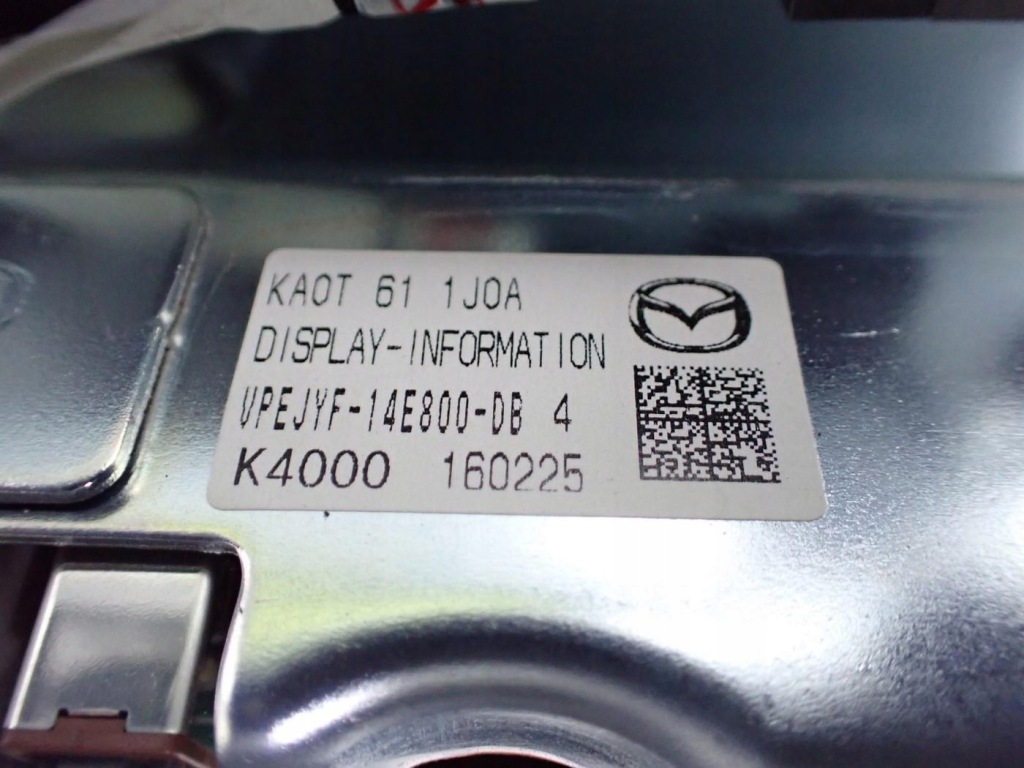 KA0T 61 1J0A
DISPLAY-INFORMATION
VPEJYF-14E800-DB 4
K4000 160225